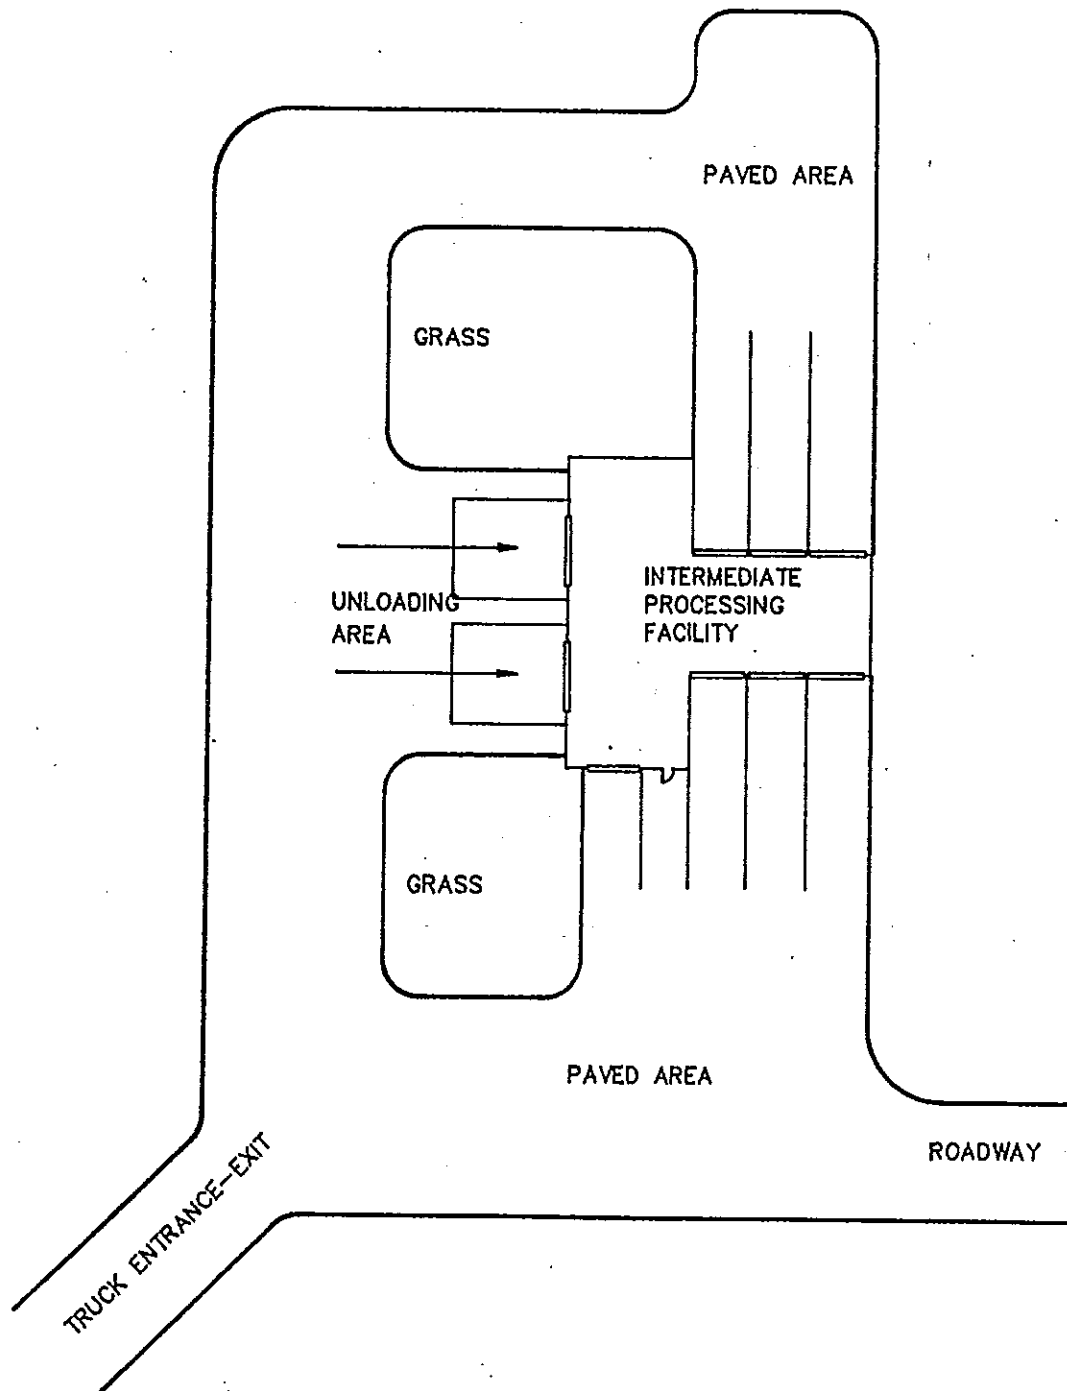 PAVED AREA
GRASS
UNLOADING
AREA
INTERMEDIATE
PROCESSING
FACILITY
GRASS
PAVED AREA
ROADWAY
TRUCK ENTRANCE-EXIT